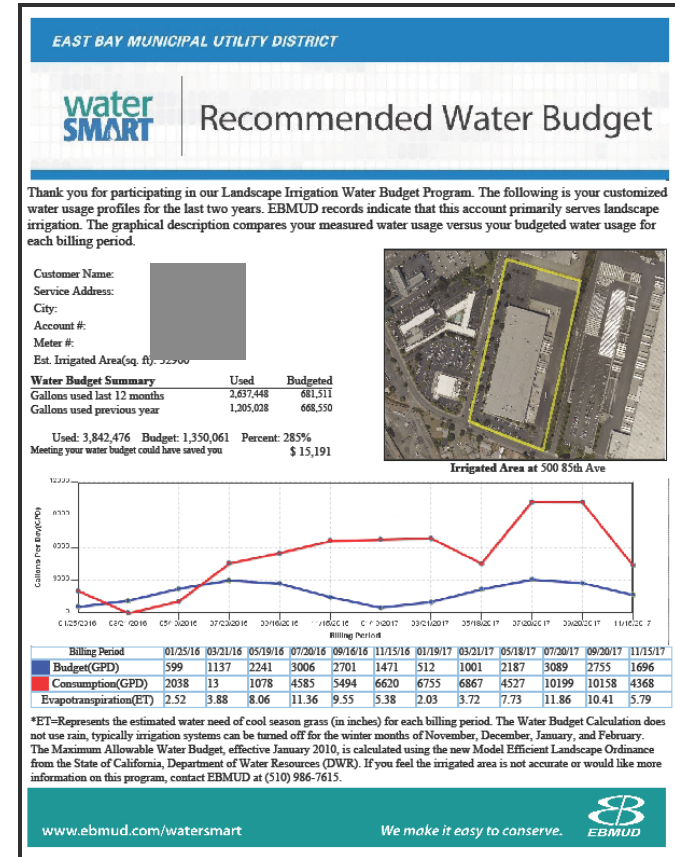 EAST BAY MUNICIPAL UTILITY DISTRICT
water
SMART
Recommended Water Budget
Thank you for participating in our Landscape Irrigation Water Budget Program. The following is your customized
water usage profiles for the last two years. EBMUD records indicate that this account primarily serves landscape
irrigation. The graphical description compares your measured water usage versus your budgeted water usage for
each billing period.
Customer Name:
Service Address:
City:
Account #:
Meter #:
Est. Irrigated Area(sq. ft):
Water Budget Summary Used Budgeted
Gallons used last 12 months 2,637,448 681,511
Gallons used previous year 1,205,028 668,550
Used: 3,842,476 Budget: 1,350,061 Percent: 285%
Meeting your water budget could have saved you $ 15,191
Irrigated Area at 500 85th Ave
Gallons Per Day(GPD)
Billing Period
Billing Period 01/25/16 03/21/16 05/19/16 07/20/16 09/16/16 11/15/16 01/19/17 03/21/17 05/18/17 07/20/17 09/20/17 11/15/17
Budget(GPD) 599 1137 2241 3006 2701 1471 512 1001 2187 3089 2755 1696
Consumption(GPD) 2038 13 1078 4585 5494 6620 6755 6867 4527 10199 10158 4368
Evapotranspiration(ET) 2.52 3.88 8.06 11.36 9.55 5.38 2.03 3.72 7.73 11.86 10.41 5.79
*ET=Represents the estimated water need of cool season grass (in inches) for each billing period. The Water Budget Calculation does
not use rain, typically irrigation systems can be turned off for the winter months of November, December, January, and February.
The Maximum Allowable Water Budget, effective January 2010, is calculated using the new Model Efficient Landscape Ordinance
from the State of California, Department of Water Resources (DWR). If you feel the irrigated area is not accurate or would like more
information on this program, contact EBMUD at (510) 986-7615.
www.ebmud.com/watersmart
We make it easy to conserve.
EBMUD